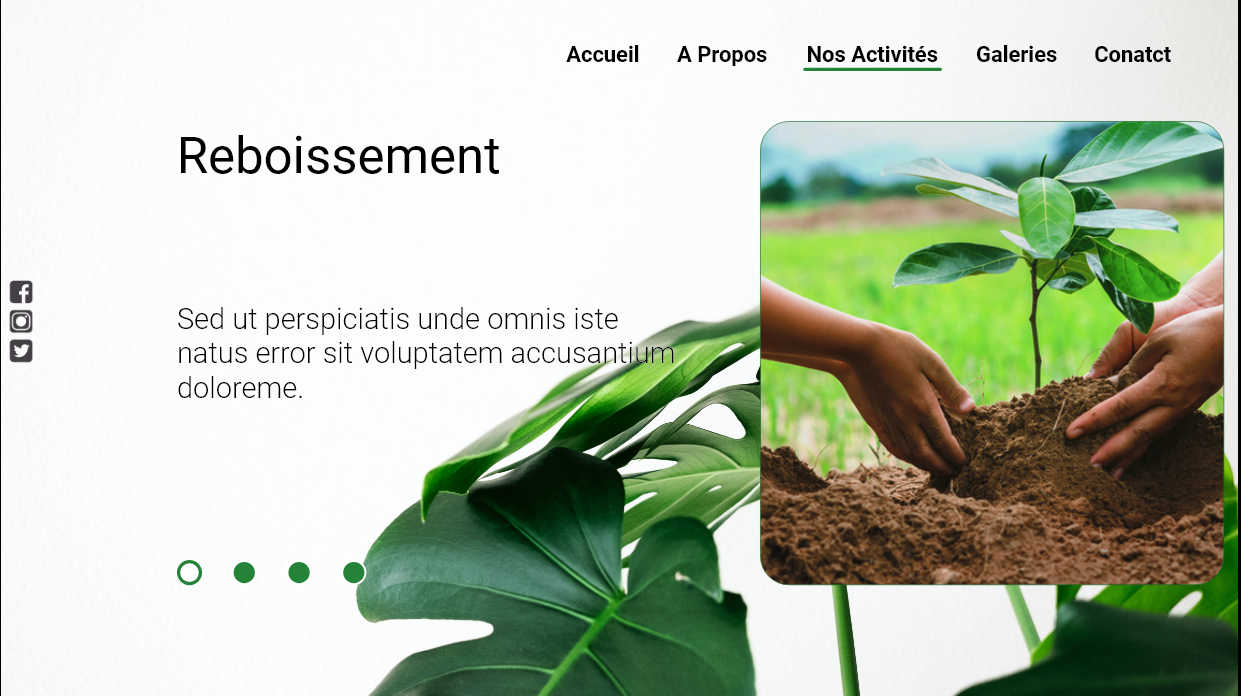 Accueil A Propos Nos Activités Galeries Conatct
Reboissement
Sed ut perspiciatis unde omnis iste
natus error sit voluptatem accusantium
doloreme.